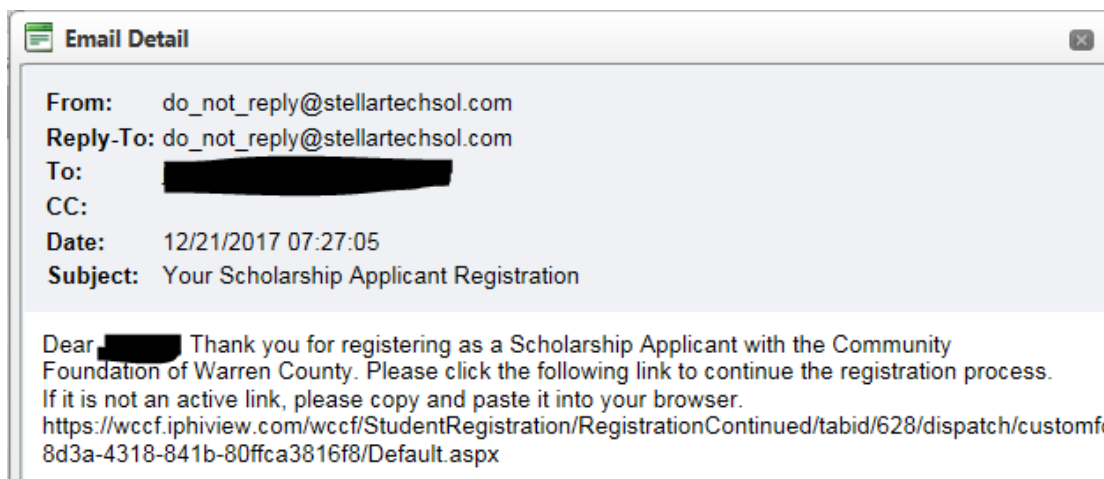 Email Detail
From: do_not_reply@stellartechsol.com
Reply-To: do_not_reply@stellartechsol.com
To:
CC:
Date: 12/21/2017 07:27:05
Subject: Your Scholarship Applicant Registration
Dear Thank you for registering as a Scholarship Applicant with the Community
Foundation of Warren County. Please click the following link to continue the registration process.
If it is not an active link, please copy and paste it into your browser.
https://wccf.iphiview.com/wccf/StudentRegistration/RegistrationContinued/tabid/628/dispatch/customfo
8d3a-4318-841b-80ffca3816f8/Default.aspx